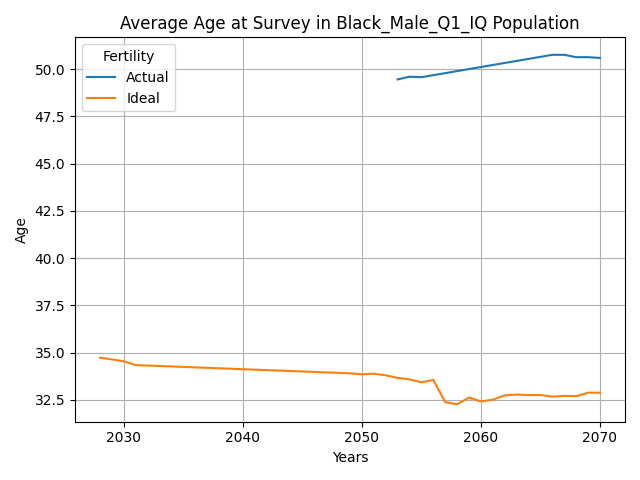 Average Age at Survey in Black_Male_Q1_IQ Population
Fertility
Actual
Ideal
50.0
47.5
45.0
42.5
40.0
37.5
35.0
32.5
Age
2030 2040 2050 2060 2070
Years